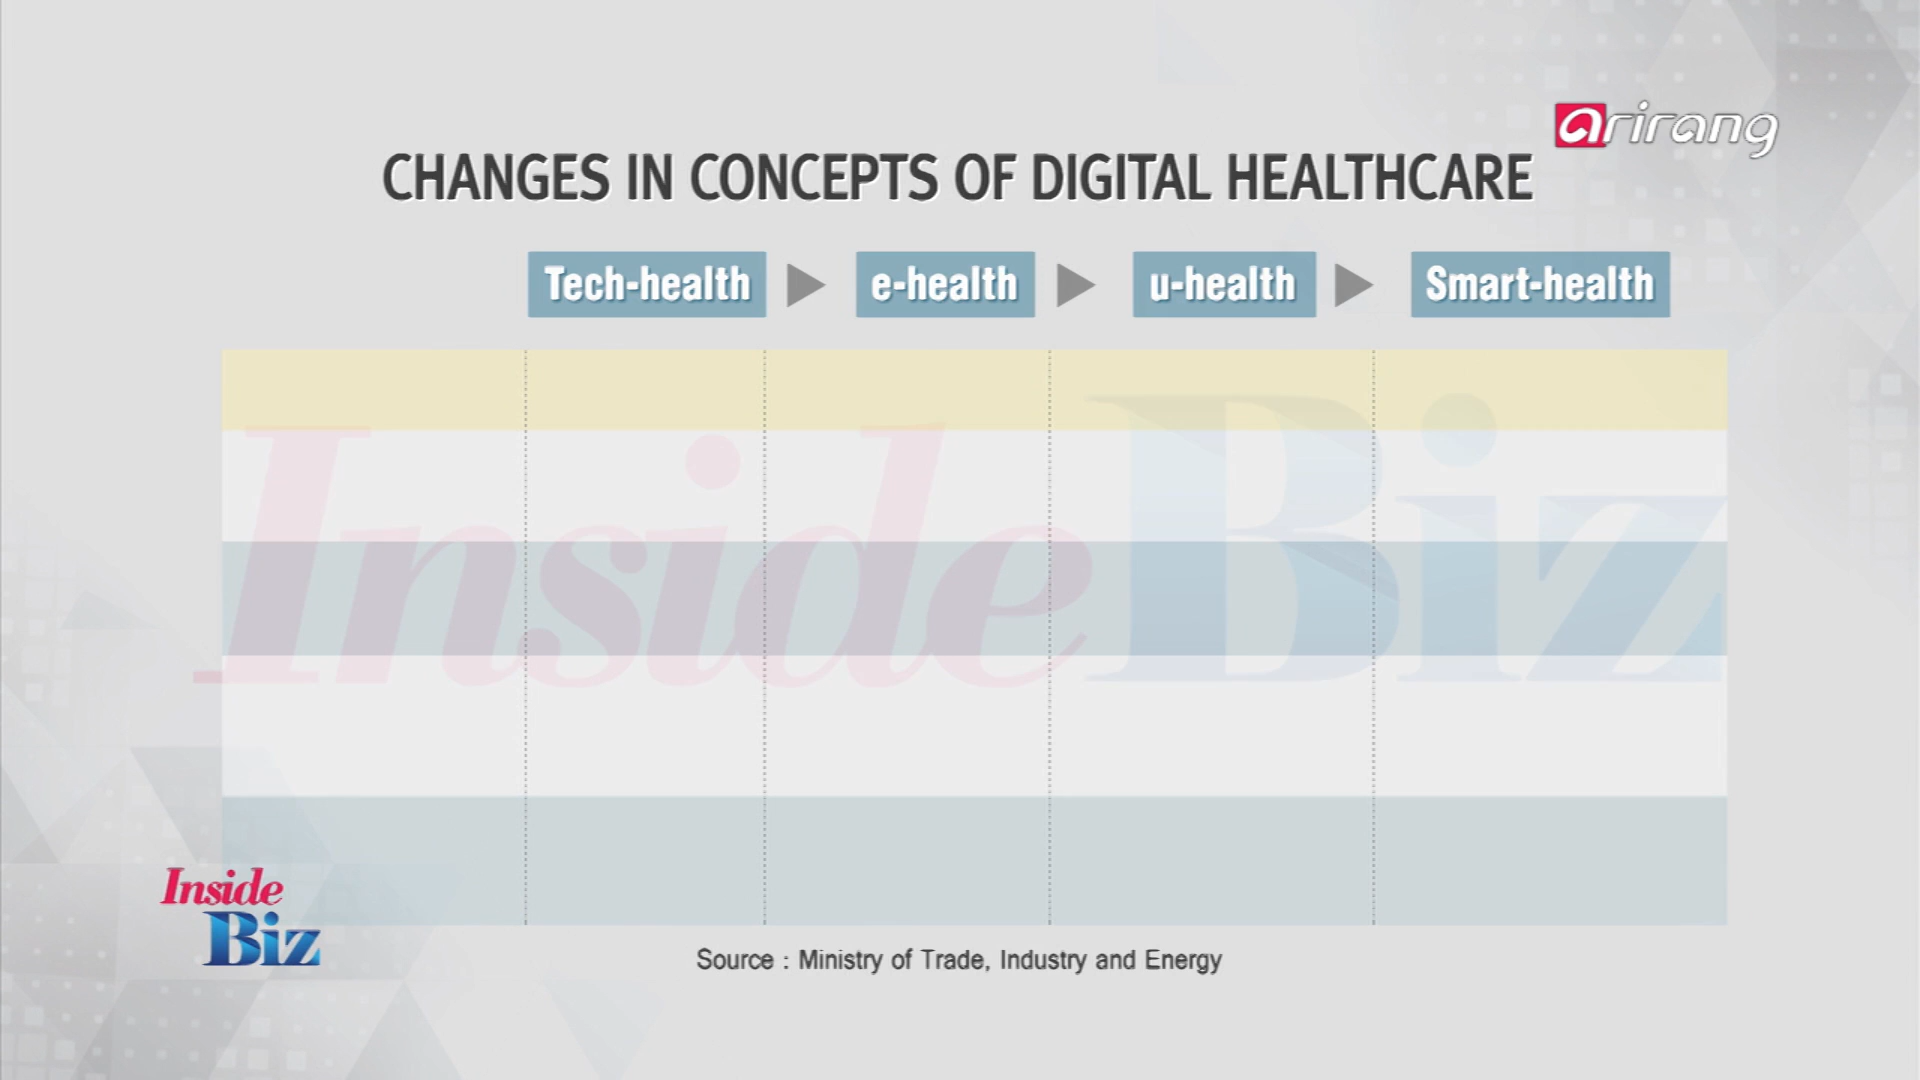 arirang
CHANGES IN CONCEPTS OF DIGITAL HEALTHCARE
Tech-health e-health u-health Smart-health
InsideBiz
Inside
Biz
Source : Ministry of Trade, Industry and Energy